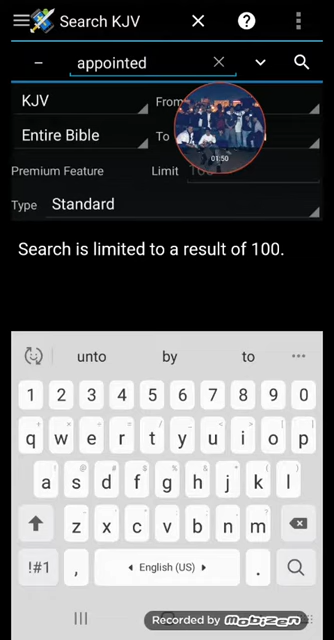 Search KJV
appointed
KJV
From
Entire Bible
To
01:50
Premium Feature
Limit
Type
Standard
Search is limited to a result of 100.
unto
by
to
1 2 3 4 5 6 7 8 9 0
q w e r t y u i o p
a s d f g h j k l
z x c v b n m
!#1 , English (US) .
Recorded by mobizen